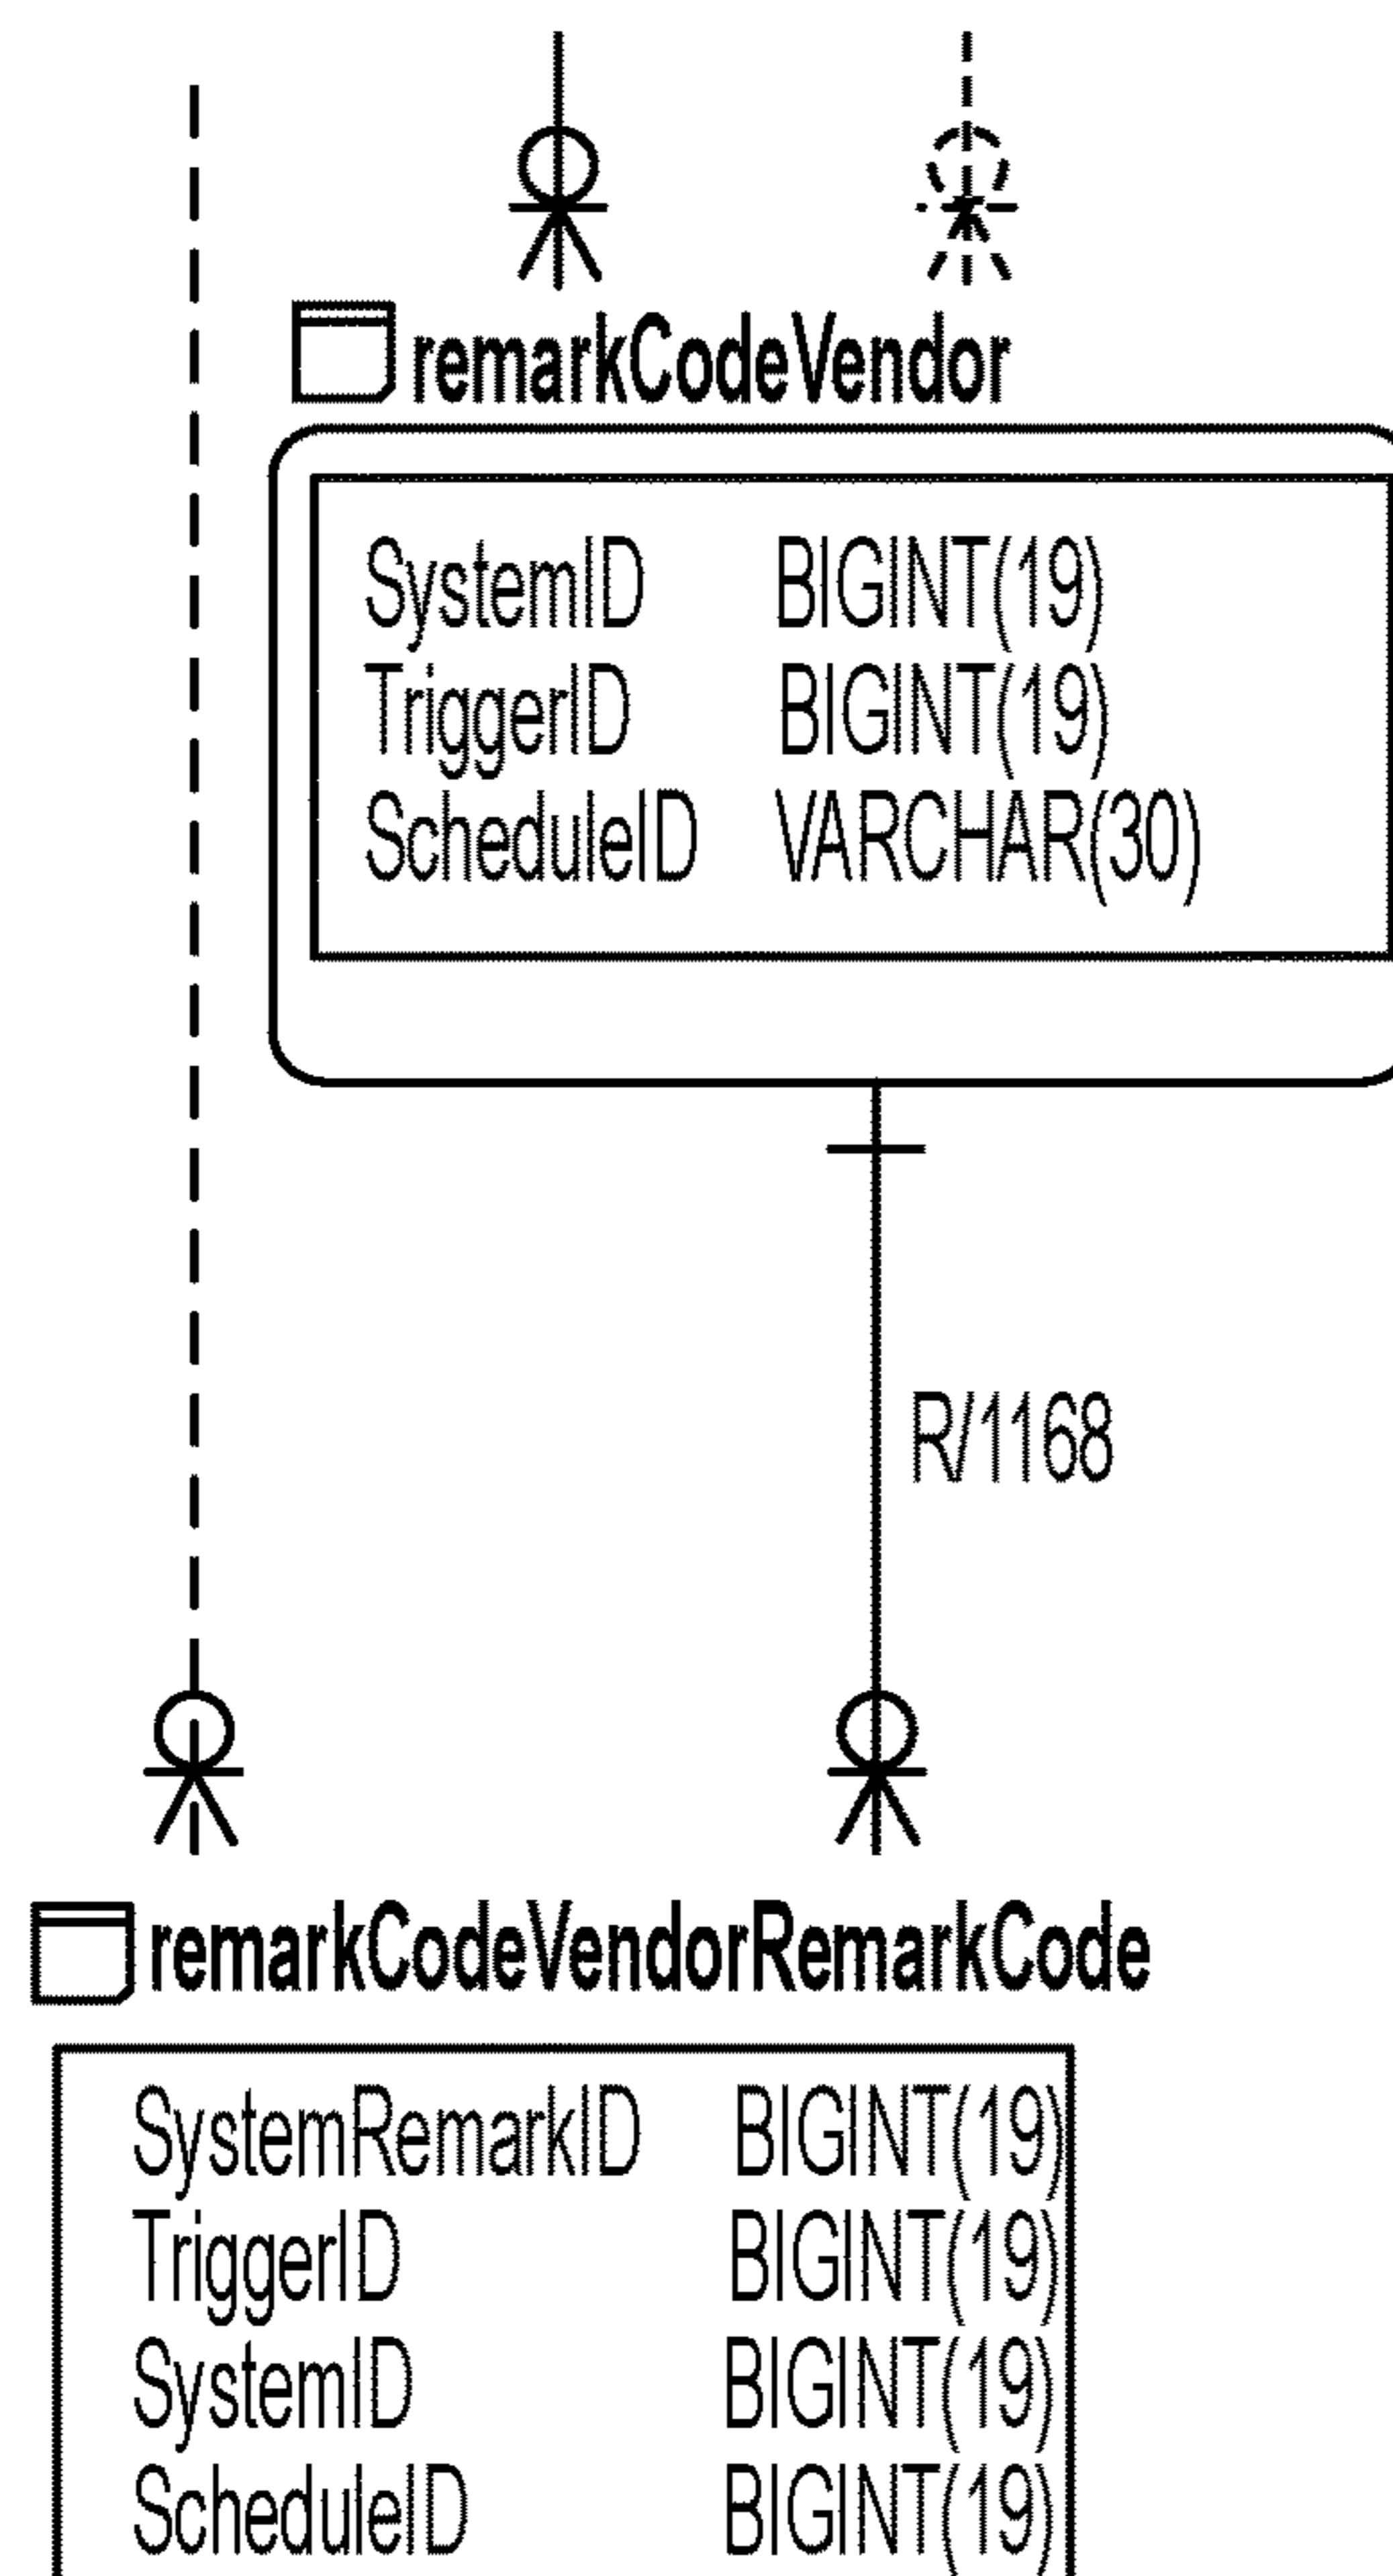 remarkCodeVendor
SystemID BIGINT(19)
TriggerID BIGINT(19)
ScheduleID VARCHAR(30)
R/1168
remarkCodeVendorRemarkCode
SystemRemarkID BIGINT(19)
TriggerID BIGINT(19)
SystemID BIGINT(19)
ScheduleID BIGINT(19)